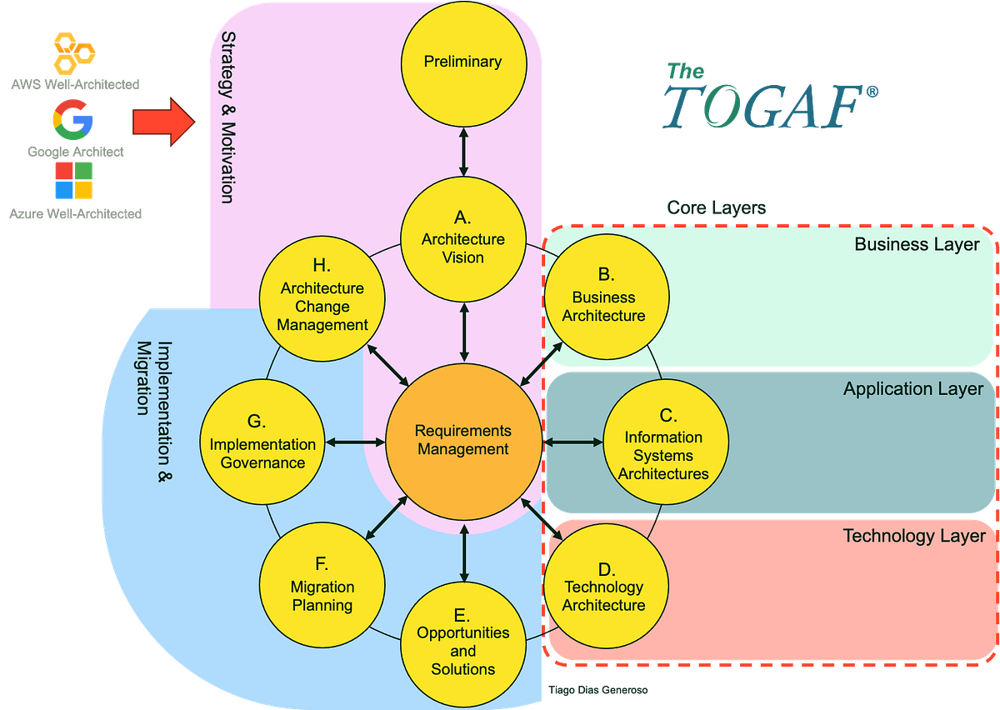 AWS Well-Architected
Google Architect
Azure Well-Architected
Strategy & Motivation
Preliminary
The
TOGAF®
A.
Architecture
Vision
Core Layers
Business Layer
H.
Architecture
Change
Management
B.
Business
Architecture
Implementation &
Migration
Application Layer
G.
Implementation
Governance
Requirements
Management
C.
Information
Systems
Architectures
Technology Layer
F.
Migration
Planning
D.
Technology
Architecture
E.
Opportunities
and
Solutions
Tiago Dias Generoso